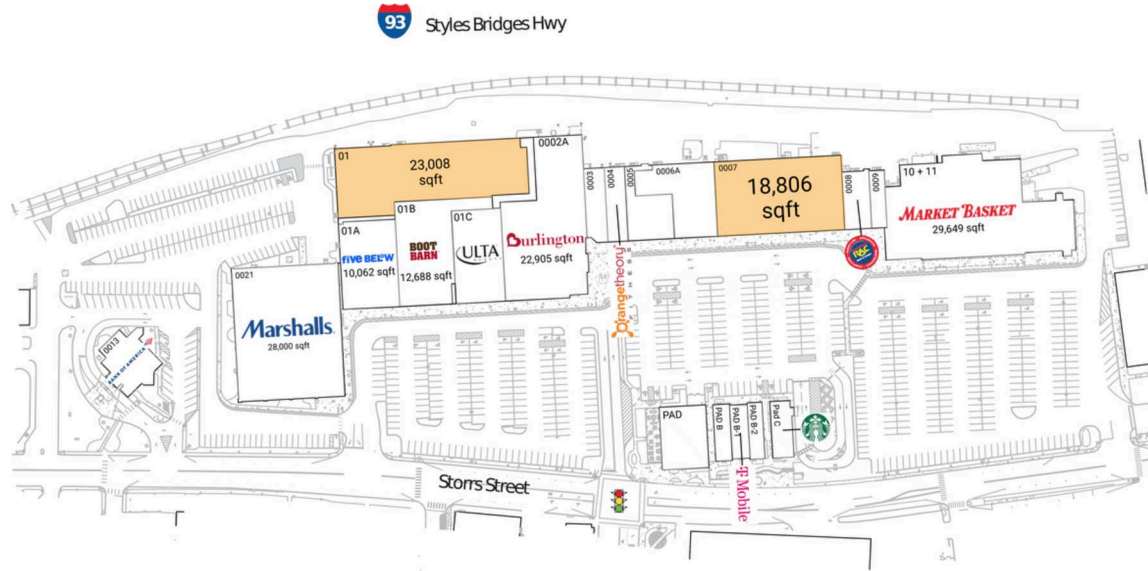 93
Styles Bridges Hwy
01
23,008
sqft
0002A
0003
0004
0005
0006A
0007
18,806
sqft
0008
0009
10 + 11
MARKET BASKET
29,649 sqft
01A
five BELOW
10,062 sqft
01B
BOOT
BARN
12,688 sqft
01C
ULTA
Burlington
22,905 sqft
RAC
orangetheory
0021
Marshalls
28,000 sqft
0013
BANK OF AMERICA
PAD
PAD B
PAD B-2
Pad C
T Mobile
Storrs Street